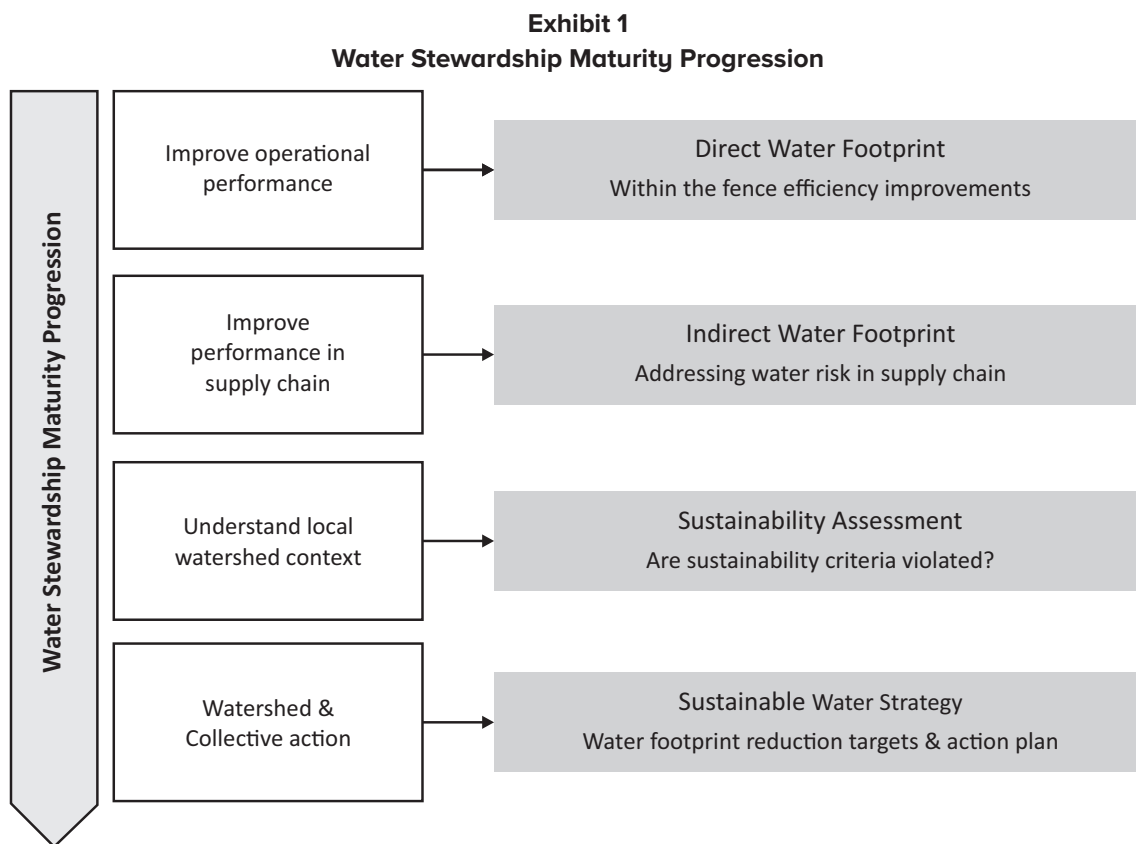 Exhibit 1
Water Stewardship Maturity Progression
Water Stewardship Maturity Progression
Improve operational
performance
Direct Water Footprint
Within the fence efficiency improvements
Improve
performance in
supply chain
Indirect Water Footprint
Addressing water risk in supply chain
Understand local
watershed context
Sustainability Assessment
Are sustainability criteria violated?
Watershed &
Collective action
Sustainable Water Strategy
Water footprint reduction targets & action plan